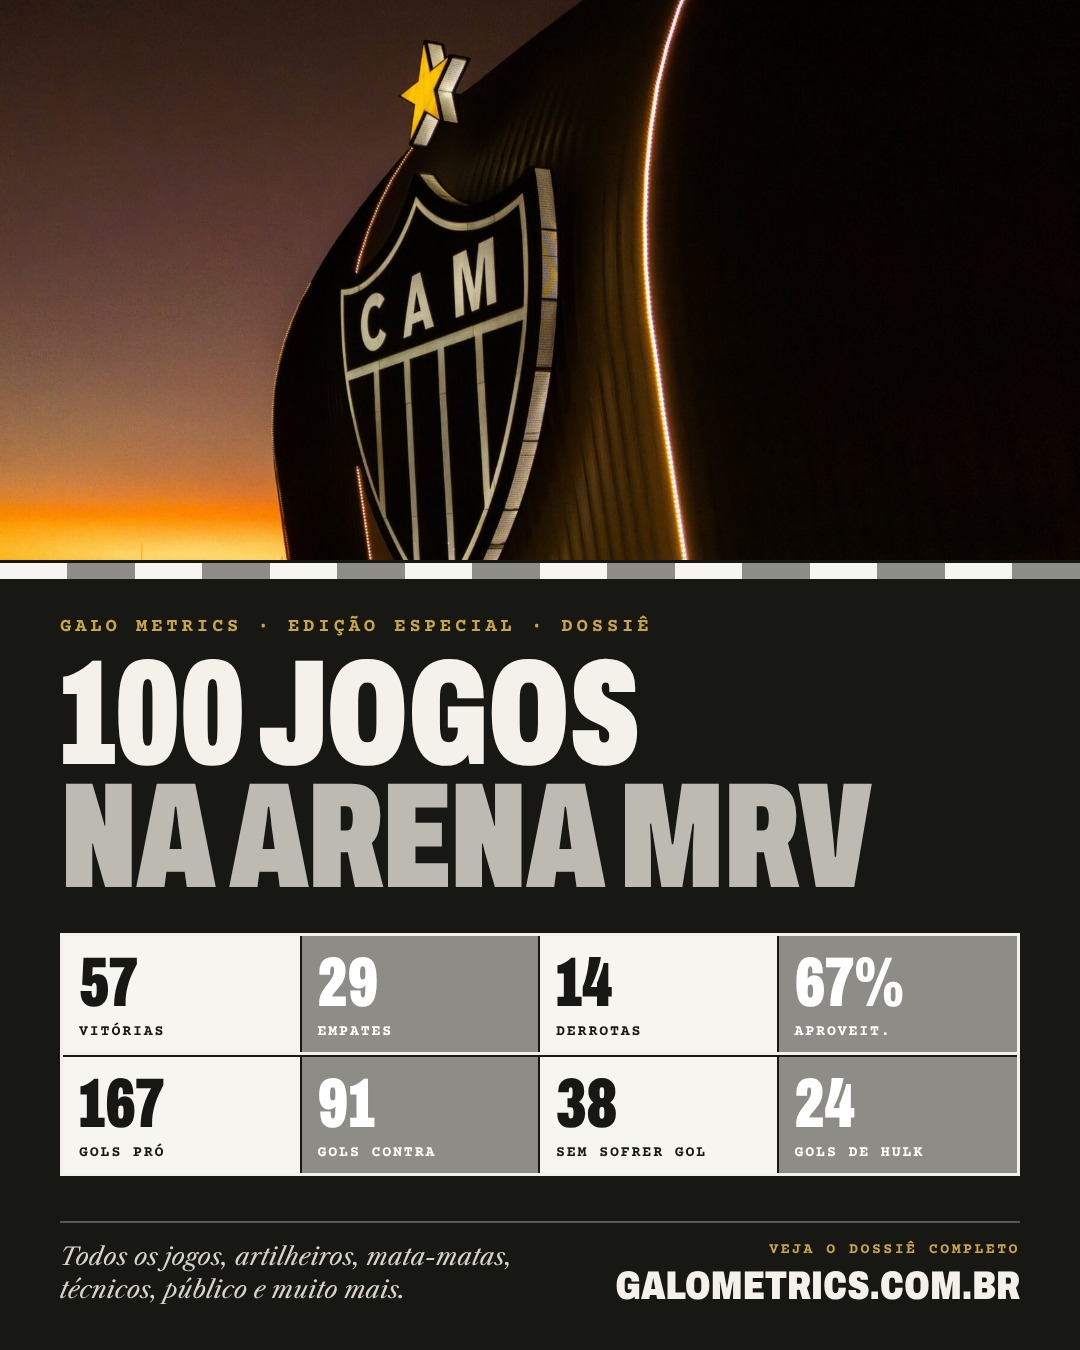 CAM
GALO METRICS · EDIÇÃO ESPECIAL · DOSSIÊ
100 JOGOS
NA ARENA MRV
57
VITÓRIAS
29
EMPATES
14
DERROTAS
67%
APROVEIT.
167
GOLS PRÓ
91
GOLS CONTRA
38
SEM SOFRER GOL
24
GOLS DE HULK
Todos os jogos, artilheiros, mata-matas,
técnicos, público e muito mais.
VEJA O DOSSIÊ COMPLETO
GALOMETRICS.COM.BR